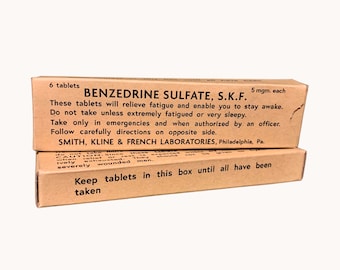 6 tablets
BENZEDRINE SULFATE, S.K.F.
5 mgm. each
These tablets will relieve fatigue and enable you to stay awake.
Do not take unless extremely fatigued or very sleepy.
Take only in emergencies and when authorized by an officer.
Follow carefully directions on opposite side.
SMITH, KLINE & FRENCH LABORATORIES, Philadelphia, Pa.
severely wounded men.
Keep tablets in this box until all have been
taken